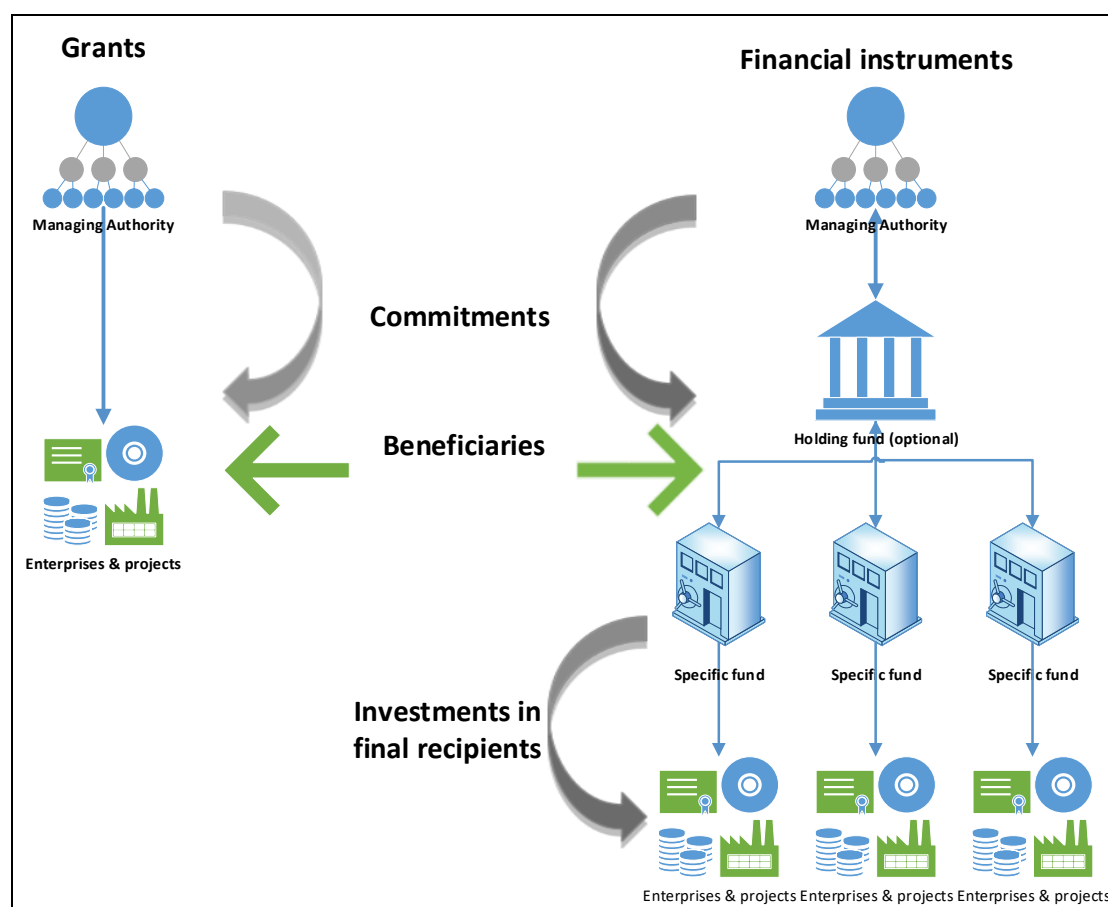 Grants
Financial instruments
Managing Authority
Managing Authority
Commitments
Holding fund (optional)
Beneficiaries
Enterprises & projects
Specific fund
Specific fund
Specific fund
Investments in
final recipients
Enterprises & projects
Enterprises & projects
Enterprises & projects